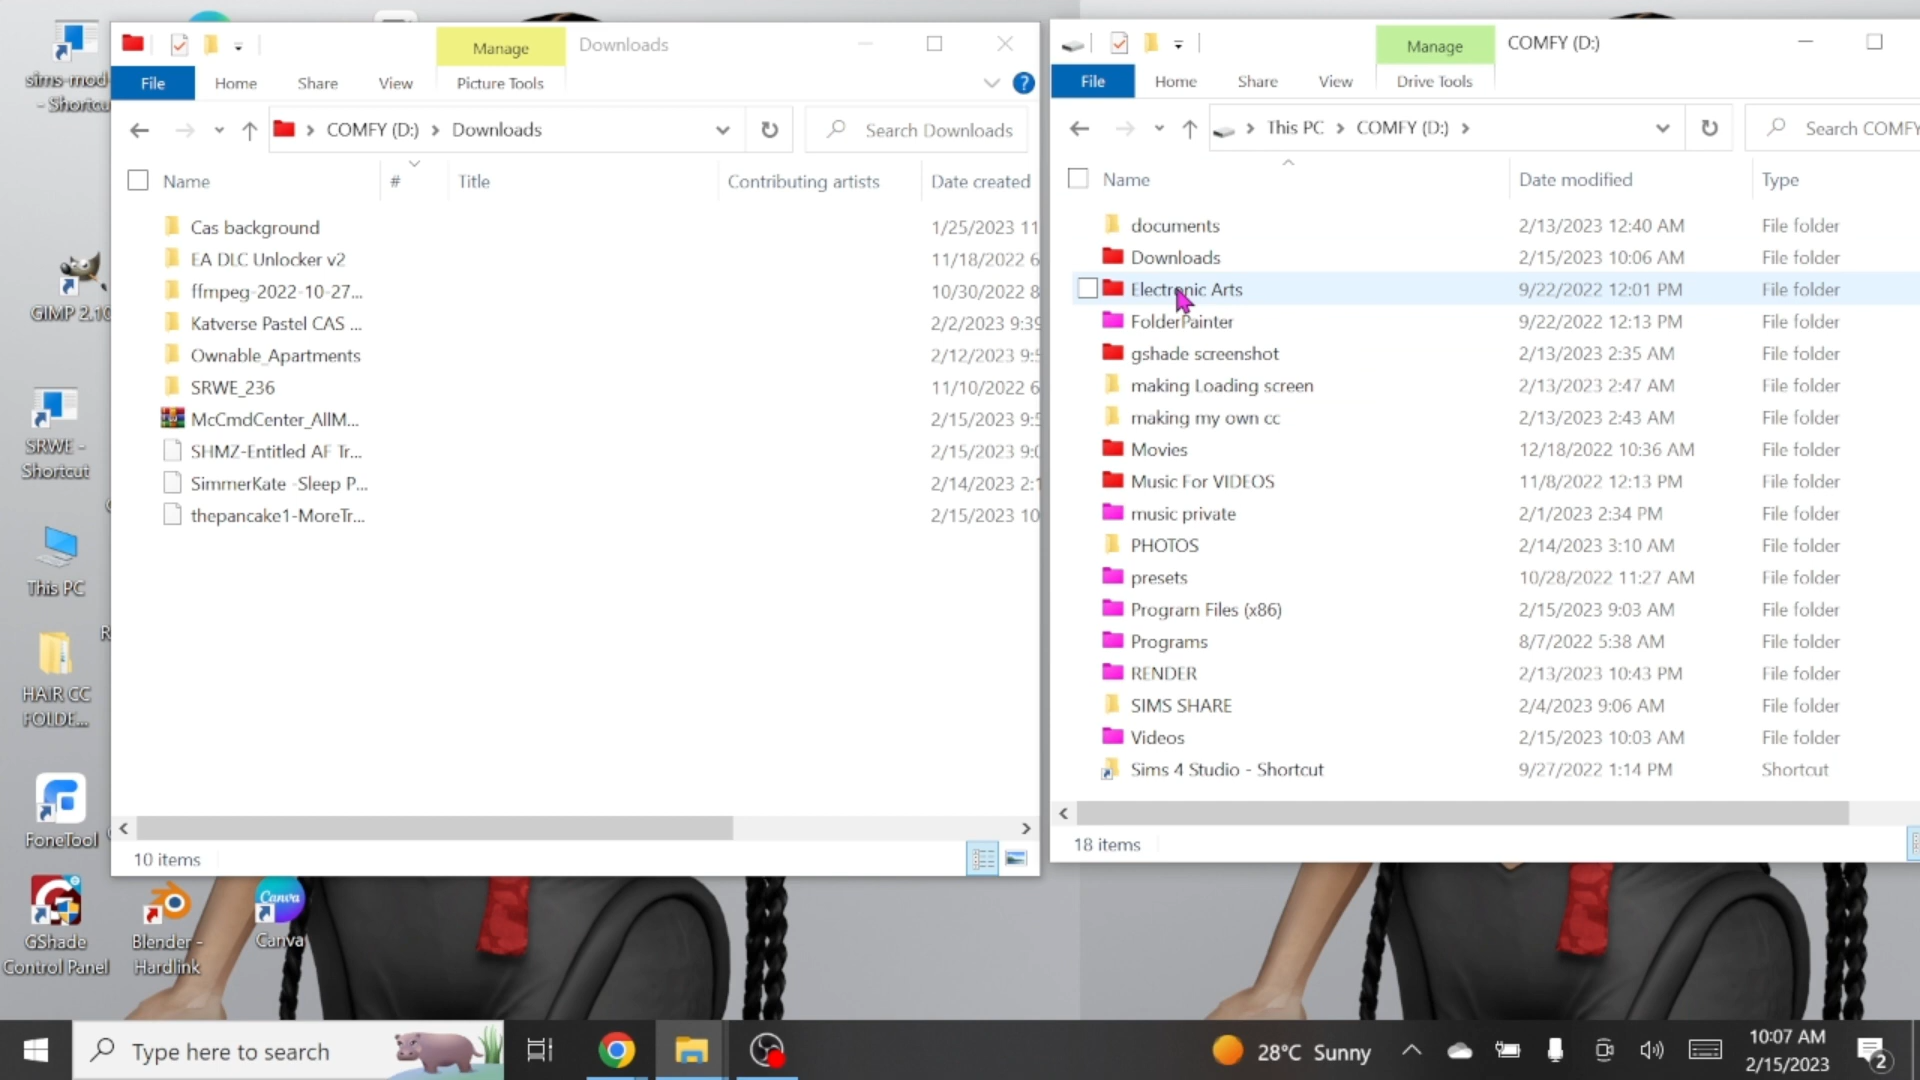 sims-mod-
- Shortcu
GIMP 2.10
SRWE -
Shortcut
This PC
HAIR CC
FOLDE...
FoneTool
GShade
Control Panel
Blender -
Hardlink
Canva
Canva
Manage
Downloads
File
Home
Share
View
Picture Tools
?
COMFY (D:)
Downloads
Search Downloads
Name
#
Title
Contributing artists
Date created
Cas background
1/25/2023 11
EA DLC Unlocker v2
11/18/2022 6
ffmpeg-2022-10-27...
10/30/2022 8
Katverse Pastel CAS ...
2/2/2023 9:39
Ownable_Apartments
2/12/2023 9:5
SRWE_236
11/10/2022 6
McCmdCenter_AllM...
2/15/2023 9:5
SHMZ-Entitled AF Tr...
2/15/2023 9:0
SimmerKate -Sleep P...
2/14/2023 2:1
thepancake1-MoreTr...
2/15/2023 10
10 items
Manage
COMFY (D:)
File
Home
Share
View
Drive Tools
This PC
COMFY (D:)
Search COMFY
Name
Date modified
Type
documents
2/13/2023 12:40 AM
File folder
Downloads
2/15/2023 10:06 AM
File folder
Electronic Arts
9/22/2022 12:01 PM
File folder
FolderPainter
9/22/2022 12:13 PM
File folder
gshade screenshot
2/13/2023 2:35 AM
File folder
making Loading screen
2/13/2023 2:47 AM
File folder
making my own cc
2/13/2023 2:43 AM
File folder
Movies
12/18/2022 10:36 AM
File folder
Music For VIDEOS
11/8/2022 12:13 PM
File folder
music private
2/1/2023 2:34 PM
File folder
PHOTOS
2/14/2023 3:10 AM
File folder
presets
10/28/2022 11:27 AM
File folder
Program Files (x86)
2/15/2023 9:03 AM
File folder
Programs
8/7/2022 5:38 AM
File folder
RENDER
2/13/2023 10:43 PM
File folder
SIMS SHARE
2/4/2023 9:06 AM
File folder
Videos
2/15/2023 10:03 AM
File folder
Sims 4 Studio - Shortcut
9/27/2022 1:14 PM
Shortcut
18 items
Type here to search
28°C Sunny
10:07 AM
2/15/2023
2